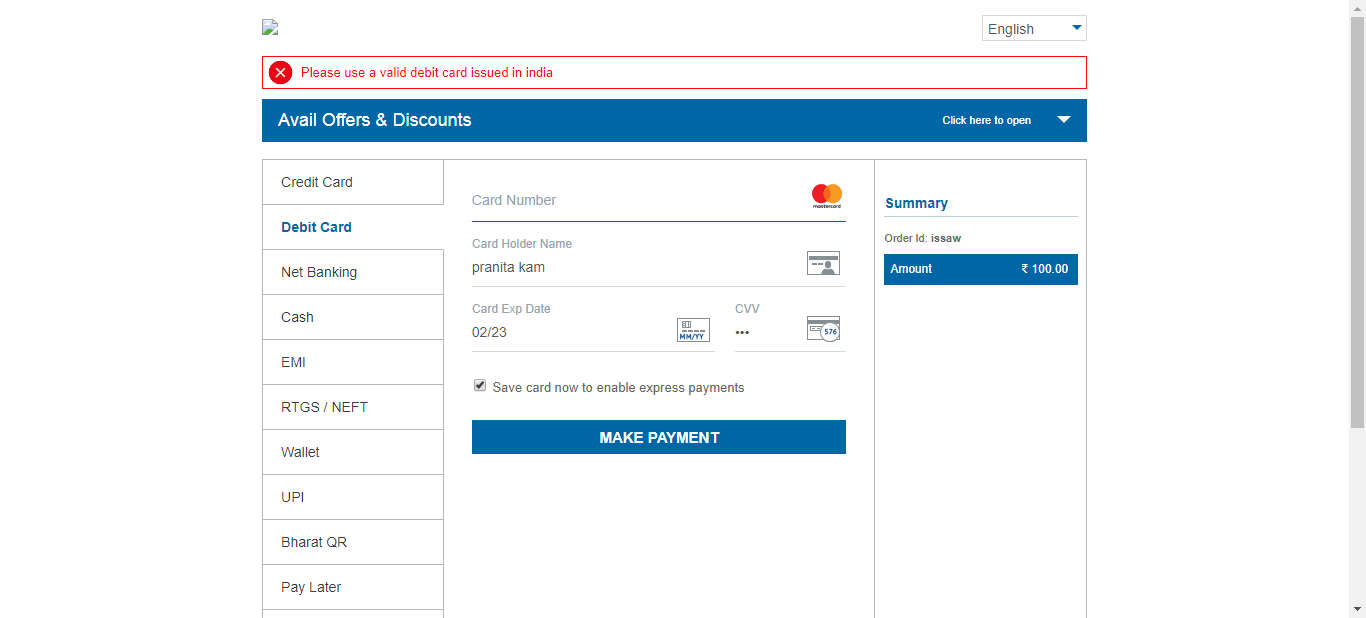 English
Please use a valid debit card issued in india
Avail Offers & Discounts
Click here to open
Credit Card
Debit Card
Net Banking
Cash
EMI
RTGS / NEFT
Wallet
UPI
Bharat QR
Pay Later
Card Number
mastercard
Card Holder Name
pranita kam
Card Exp Date
02/23
MM/YY
CVV
•••
576
Save card now to enable express payments
MAKE PAYMENT
Summary
Order Id: issaw
Amount ₹ 100.00